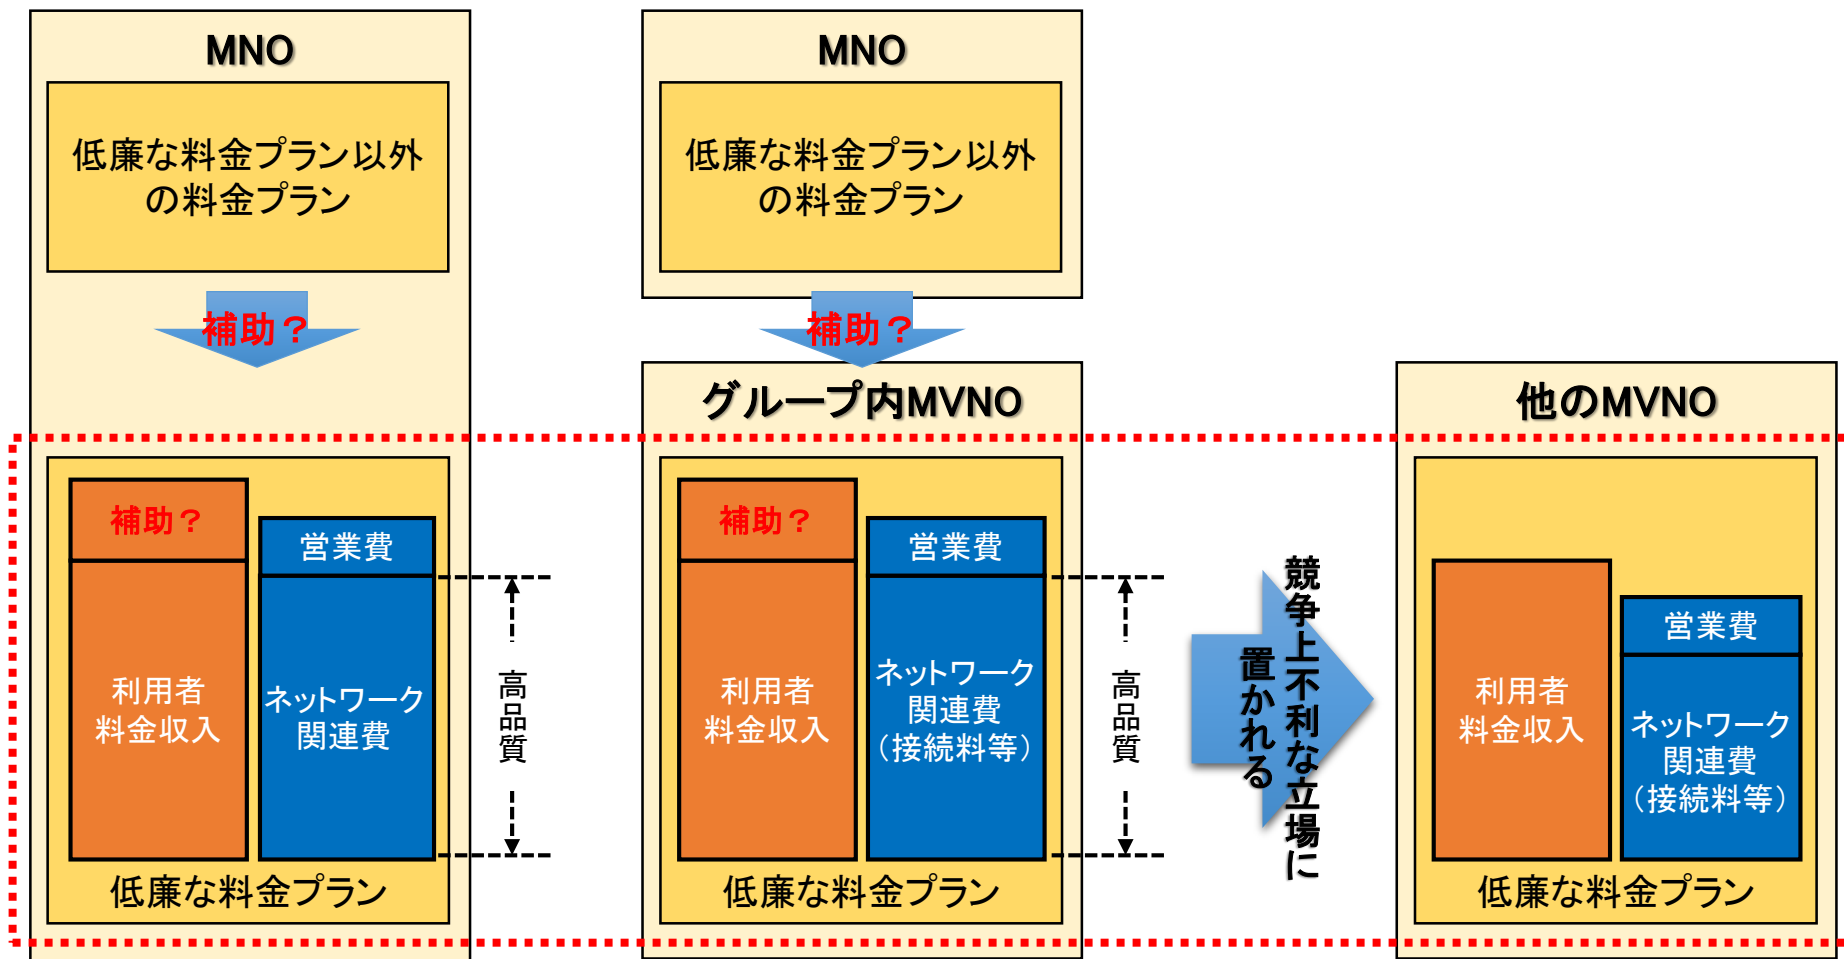 MNO
低廉な料金プラン以外
の料金プラン
補助？
補助？
利用者
料金収入
営業費
ネットワーク
関連費
高品質
低廉な料金プラン
MNO
低廉な料金プラン以外
の料金プラン
補助？
グループ内MVNO
補助？
利用者
料金収入
営業費
ネットワーク
関連費
（接続料等）
高品質
低廉な料金プラン
競争上不利な立場に
置かれる
他のMVNO
利用者
料金収入
営業費
ネットワーク
関連費
（接続料等）
低廉な料金プラン